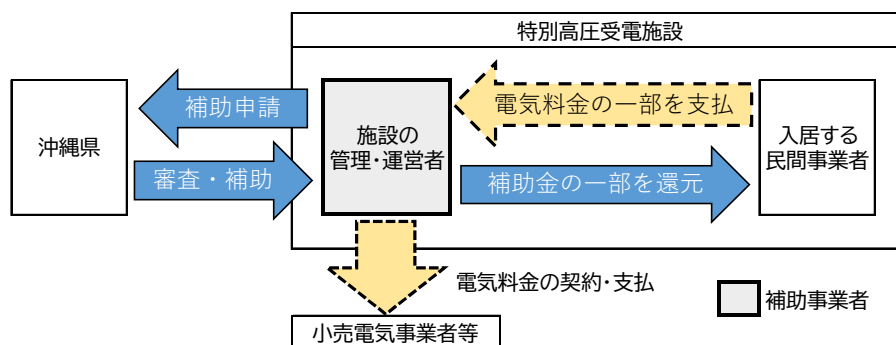 特別高圧受電施設
沖縄県
補助申請
審査・補助
施設の
管理・運営者
電気料金の一部を支払
補助金の一部を還元
入居する
民間事業者
電気料金の契約・支払
補助事業者
小売電気事業者等